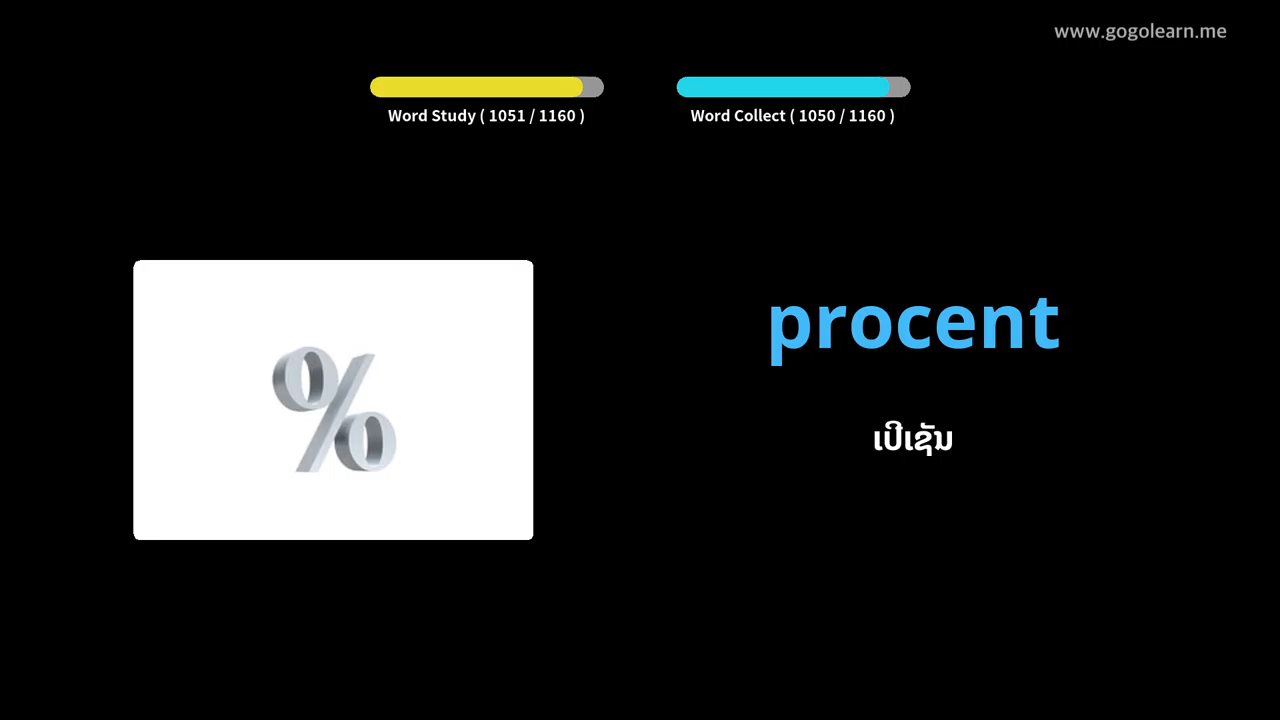 www.gogolearn.me
Word Study ( 1051 / 1160 )
Word Collect ( 1050 / 1160 )
%
procent
ເປີເຊັນ